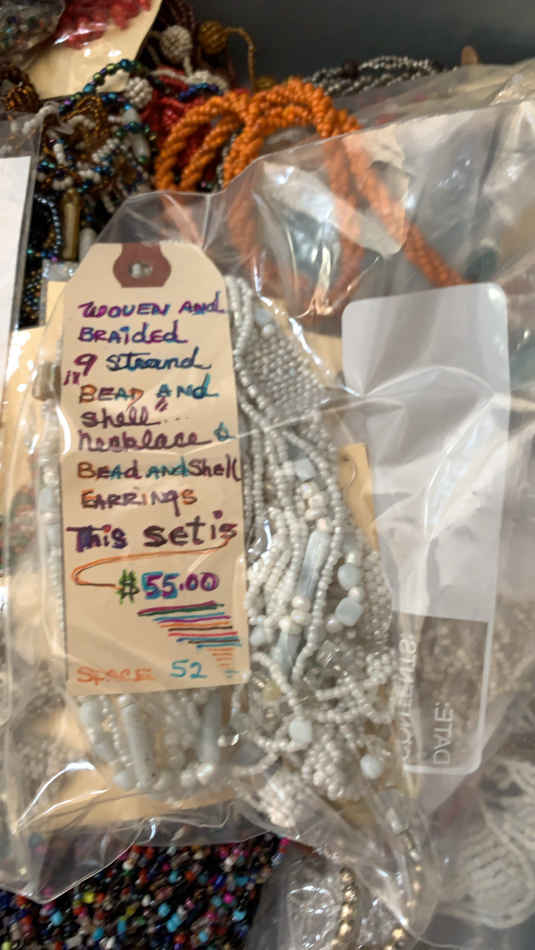 WOVEN AND
BRAIDED
"9 Strand
BEAD AND
Shell"...
Necklace &
BEad ANd Shell
EARRINGS
This set is
$55.00
SPACE 52
DATE: